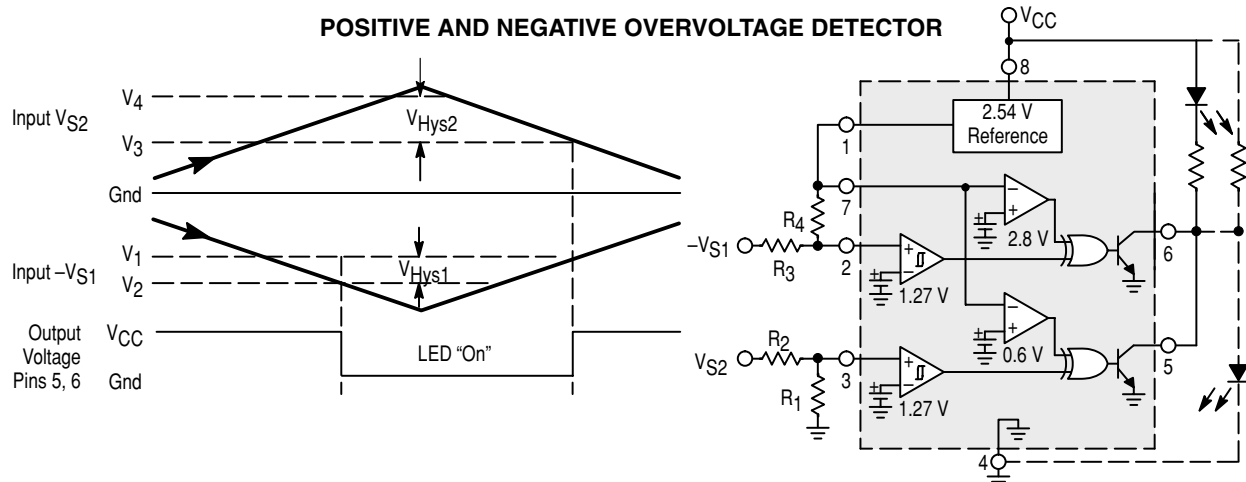 POSITIVE AND NEGATIVE OVERVOLTAGE DETECTOR
Input VS2
V4
V3
VHys2
Gnd
Input –VS1
V1
V2
VHys1
Output
Voltage
Pins 5, 6
VCC
Gnd
LED “On”
VCC
8
2.54 V
Reference
1
7
R4
–VS1
R3
2
+
–
1.27 V
–
+
2.8 V
6
VS2
R2
R1
3
+
–
1.27 V
–
+
0.6 V
5
4